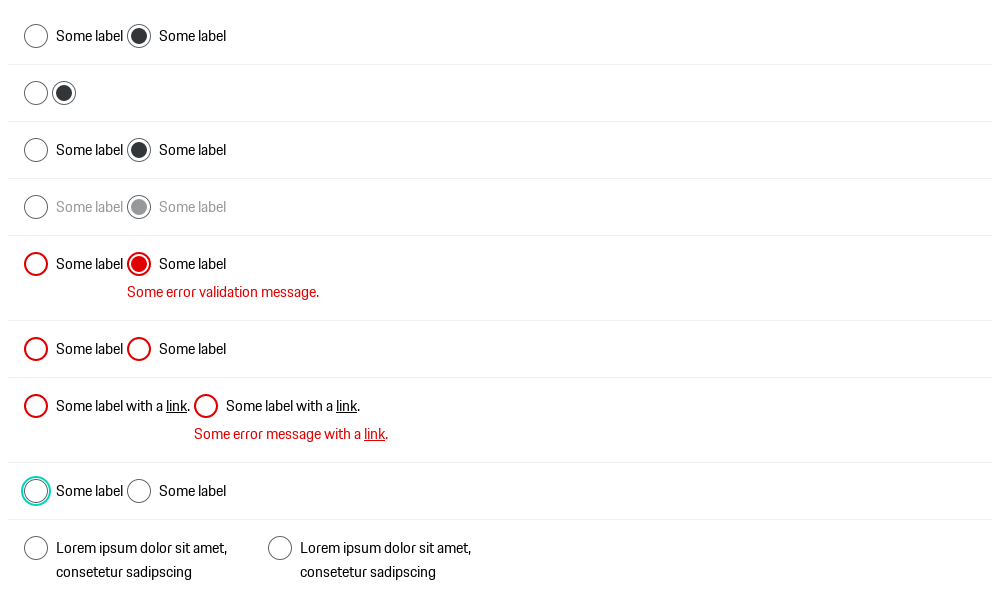 Some label Some label
Some label Some label
Some label Some label
Some label Some label
Some error validation message.
Some label Some label
Some label with a link. Some label with a link.
Some error message with a link.
Some label Some label
Lorem ipsum dolor sit amet, Lorem ipsum dolor sit amet,
consetetur sadipscing consetetur sadipscing